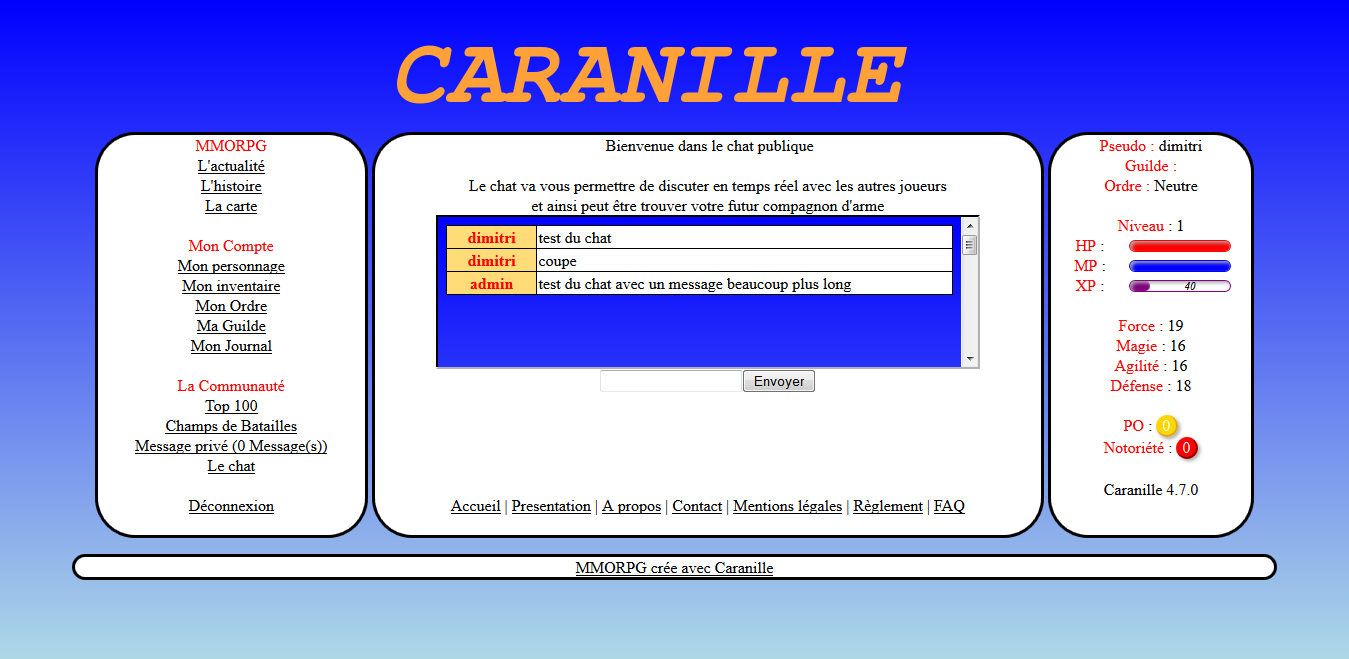 CARANILLE
MMORPG
L'actualité
L'histoire
La carte
Mon Compte
Mon personnage
Mon inventaire
Mon Ordre
Ma Guilde
Mon Journal
La Communauté
Top 100
Champs de Batailles
Message privé (0 Message(s))
Le chat
Déconnexion
Bienvenue dans le chat publique
Le chat va vous permettre de discuter en temps réel avec les autres joueurs
et ainsi peut être trouver votre futur compagnon d'arme
dimitri test du chat
dimitri coupe
admin test du chat avec un message beaucoup plus long
Envoyer
Accueil | Presentation | A propos | Contact | Mentions légales | Règlement | FAQ
Pseudo : dimitri
Guilde :
Ordre : Neutre
Niveau : 1
HP :
MP :
XP : 40
Force : 19
Magie : 16
Agilité : 16
Défense : 18
PO : 0
Notoriété : 0
Caranille 4.7.0
MMORPG crée avec Caranille